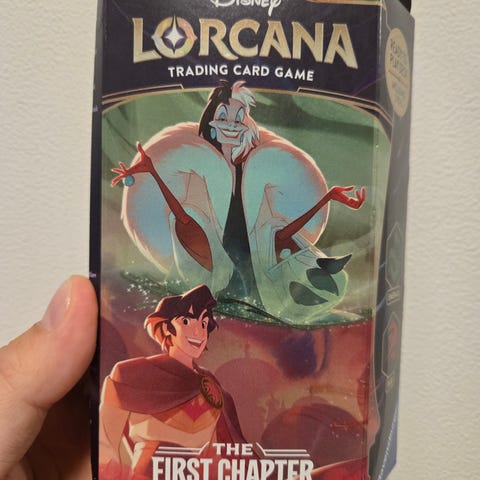 Disney
LORCANA
TRADING CARD GAME
THE
FIRST CHAPTER